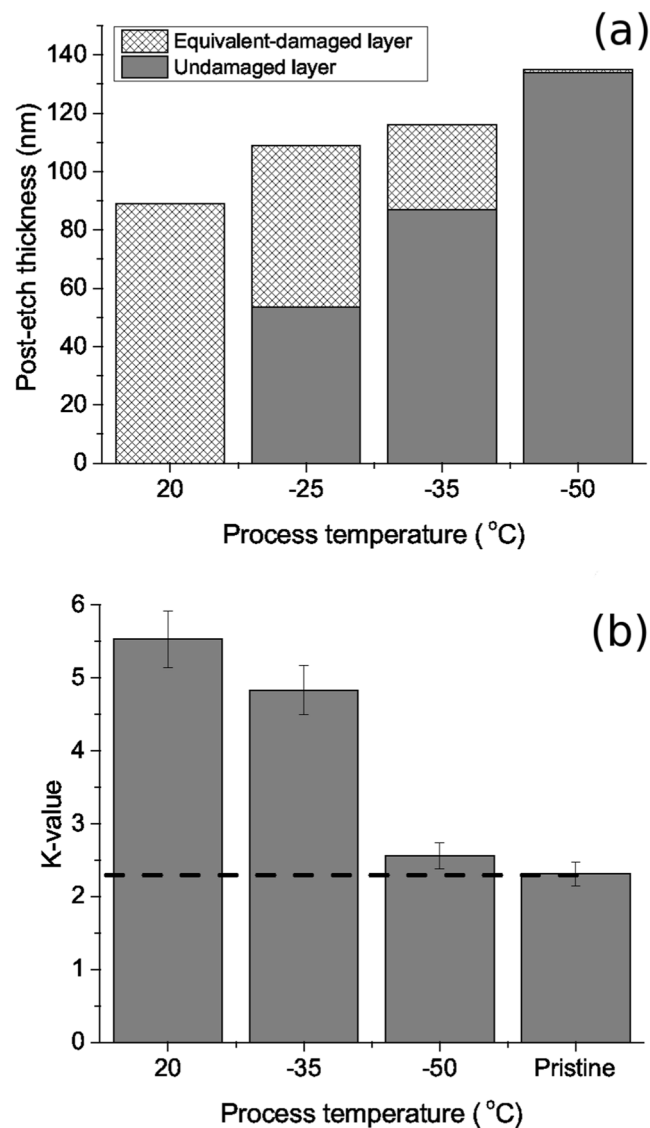 (a)
Equivalent-damaged layer
Undamaged layer
Post-etch thickness (nm)
140
120
100
80
60
40
20
0
20 -25 -35 -50
Process temperature (°C)
(b)
K-value
6
5
4
3
2
1
0
20 -35 -50 Pristine
Process temperature (°C)